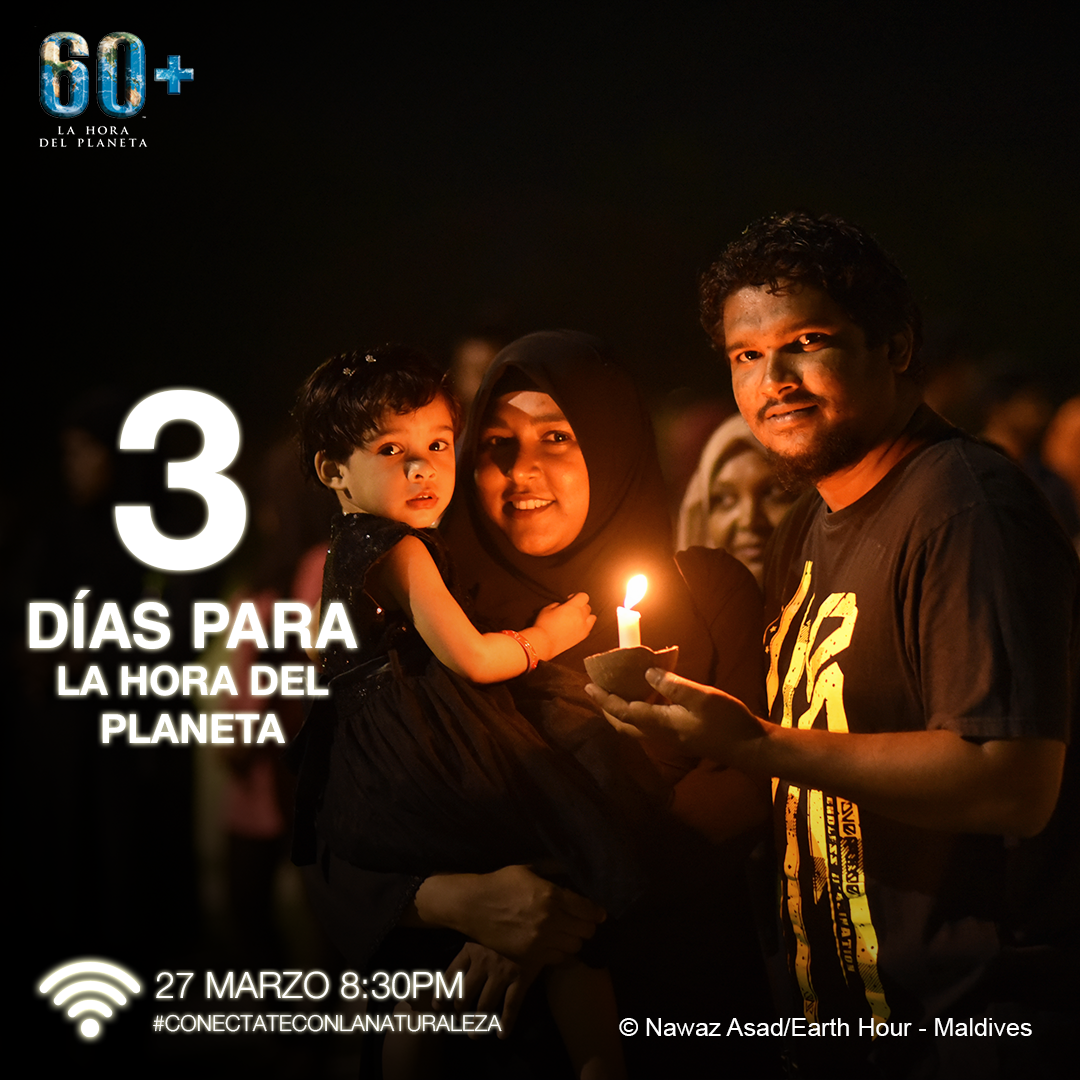 60+
LA HORA
DEL PLANETA
3
DÍAS PARA
LA HORA DEL
PLANETA
27 MARZO 8:30PM
#CONECTATECONLANATURALEZA
© Nawaz Asad/Earth Hour - Maldives